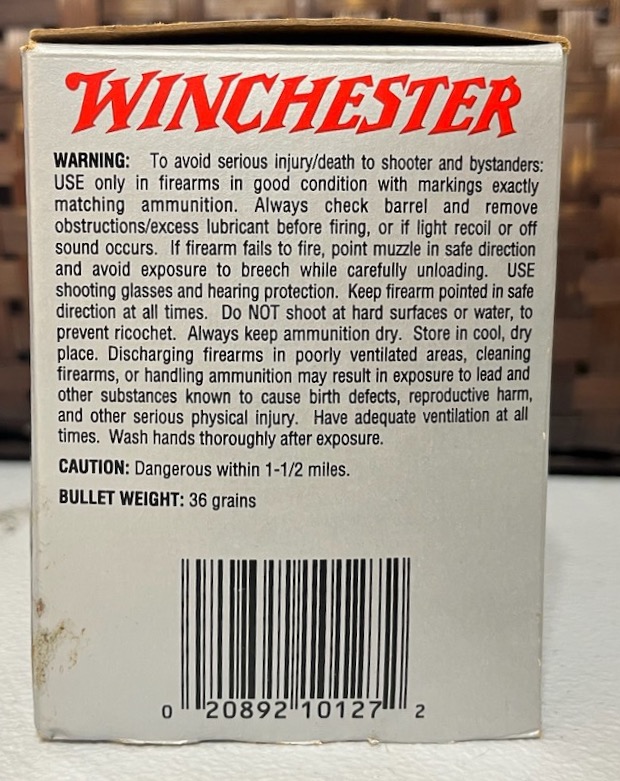 WINCHESTER
WARNING: To avoid serious injury/death to shooter and bystanders:
USE only in firearms in good condition with markings exactly
matching ammunition. Always check barrel and remove
obstructions/excess lubricant before firing, or if light recoil or off
sound occurs. If firearm fails to fire, point muzzle in safe direction
and avoid exposure to breech while carefully unloading. USE
shooting glasses and hearing protection. Keep firearm pointed in safe
direction at all times. Do NOT shoot at hard surfaces or water, to
prevent ricochet. Always keep ammunition dry. Store in cool, dry
place. Discharging firearms in poorly ventilated areas, cleaning
firearms, or handling ammunition may result in exposure to lead and
other substances known to cause birth defects, reproductive harm,
and other serious physical injury. Have adequate ventilation at all
times. Wash hands thoroughly after exposure.
CAUTION: Dangerous within 1-1/2 miles.
BULLET WEIGHT: 36 grains
0 20892 10127 2